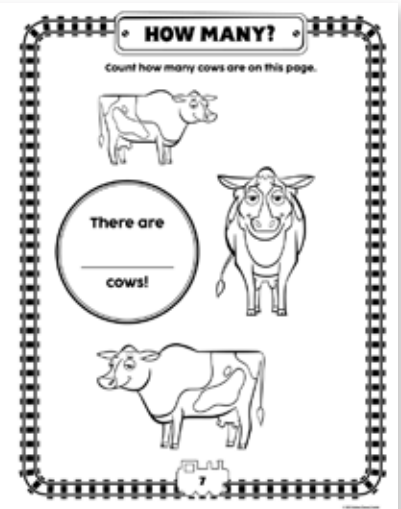 HOW MANY?
Count how many cows are on this page.
There are
cows!
7